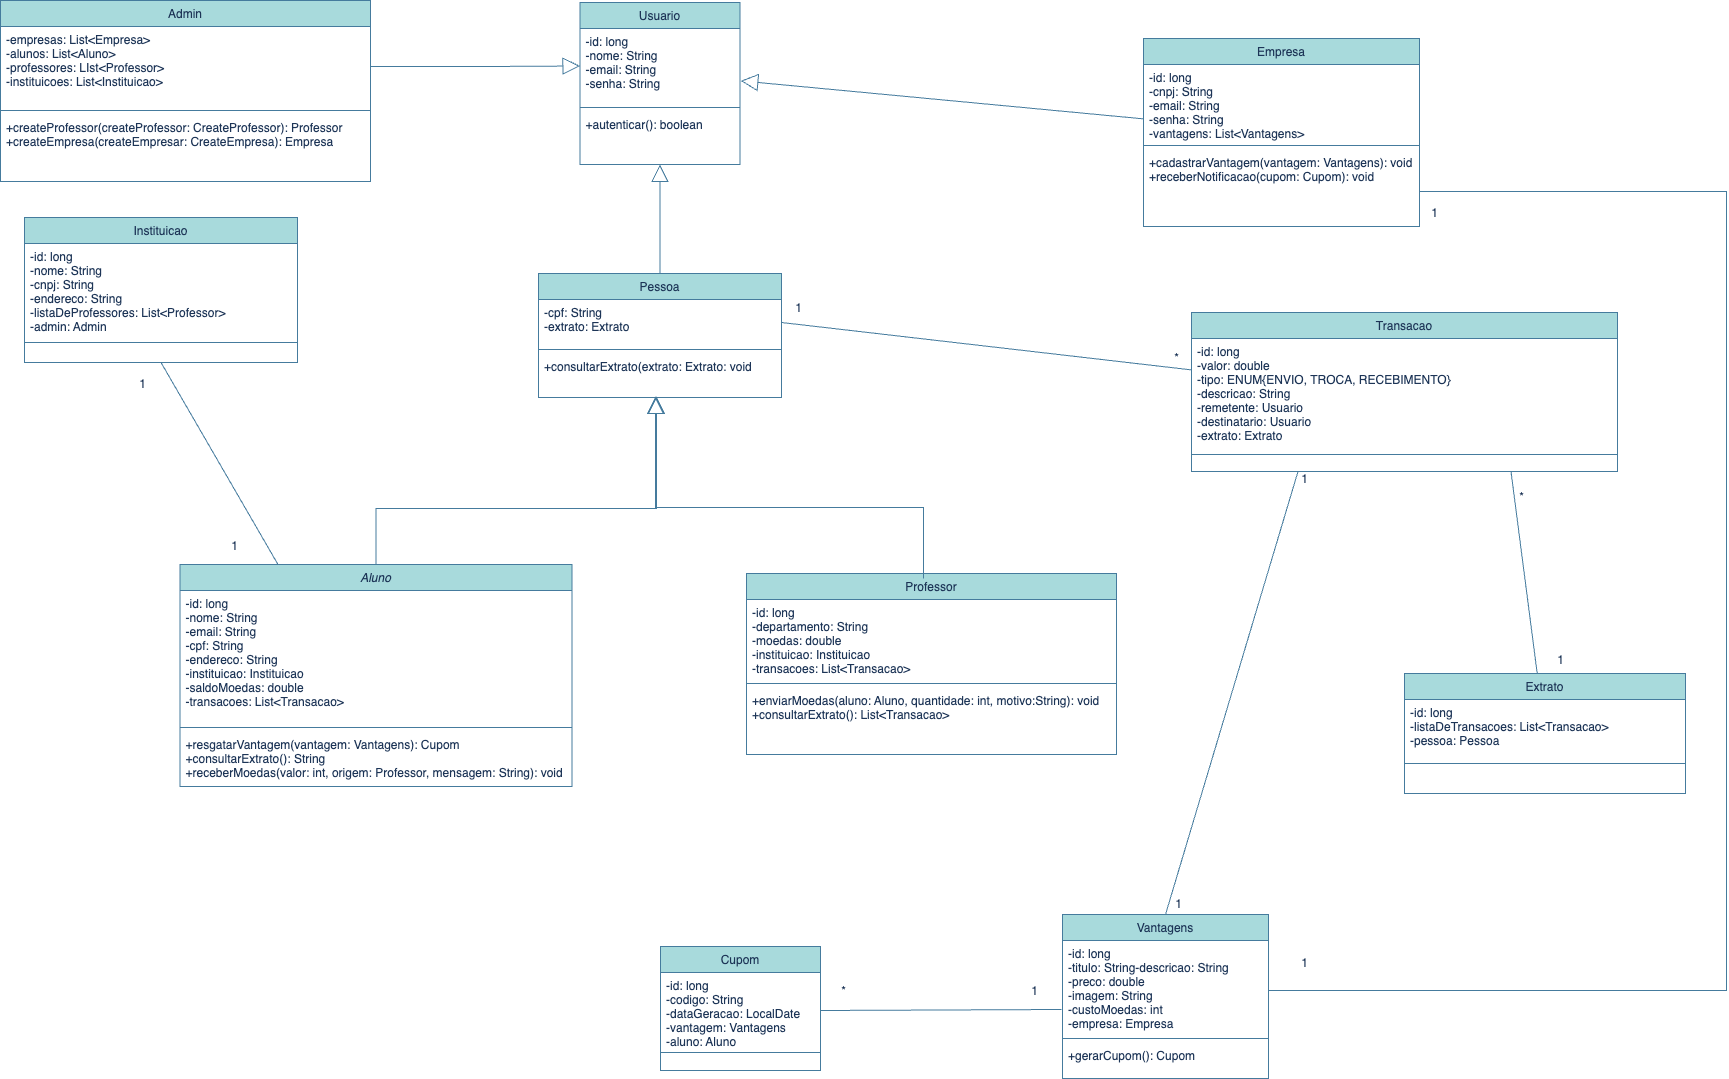 Admin
-empresas: List<Empresa>
-alunos: List<Aluno>
-professores: LIst<Professor>
-instituicoes: List<Instituicao>
+createProfessor(createProfessor: CreateProfessor): Professor
+createEmpresa(createEmpresar: CreateEmpresa): Empresa
Usuario
-id: long
-nome: String
-email: String
-senha: String
+autenticar(): boolean
Empresa
-id: long
-cnpj: String
-email: String
-senha: String
-vantagens: List<Vantagens>
+cadastrarVantagem(vantagem: Vantagens): void
+receberNotificacao(cupom: Cupom): void
1
Instituicao
-id: long
-nome: String
-cnpj: String
-endereco: String
-listaDeProfessores: List<Professor>
-admin: Admin
1
Pessoa
-cpf: String
-extrato: Extrato
+consultarExtrato(extrato: Extrato: void
1
*
Transacao
-id: long
-valor: double
-tipo: ENUM{ENVIO, TROCA, RECEBIMENTO}
-descricao: String
-remetente: Usuario
-destinatario: Usuario
-extrato: Extrato
1
*
1
Aluno
-id: long
-nome: String
-email: String
-cpf: String
-endereco: String
-instituicao: Instituicao
-saldoMoedas: double
-transacoes: List<Transacao>
+resgatarVantagem(vantagem: Vantagens): Cupom
+consultarExtrato(): String
+receberMoedas(valor: int, origem: Professor, mensagem: String): void
Professor
-id: long
-departamento: String
-moedas: double
-instituicao: Instituicao
-transacoes: List<Transacao>
+enviarMoedas(aluno: Aluno, quantidade: int, motivo:String): void
+consultarExtrato(): List<Transacao>
1
Extrato
-id: long
-listaDeTransacoes: List<Transacao>
-pessoa: Pessoa
1
Vantagens
-id: long
-titulo: String-descricao: String
-preco: double
-imagem: String
-custoMoedas: int
-empresa: Empresa
+gerarCupom(): Cupom
1
Cupom
-id: long
-codigo: String
-dataGeracao: LocalDate
-vantagem: Vantagens
-aluno: Aluno
*
1